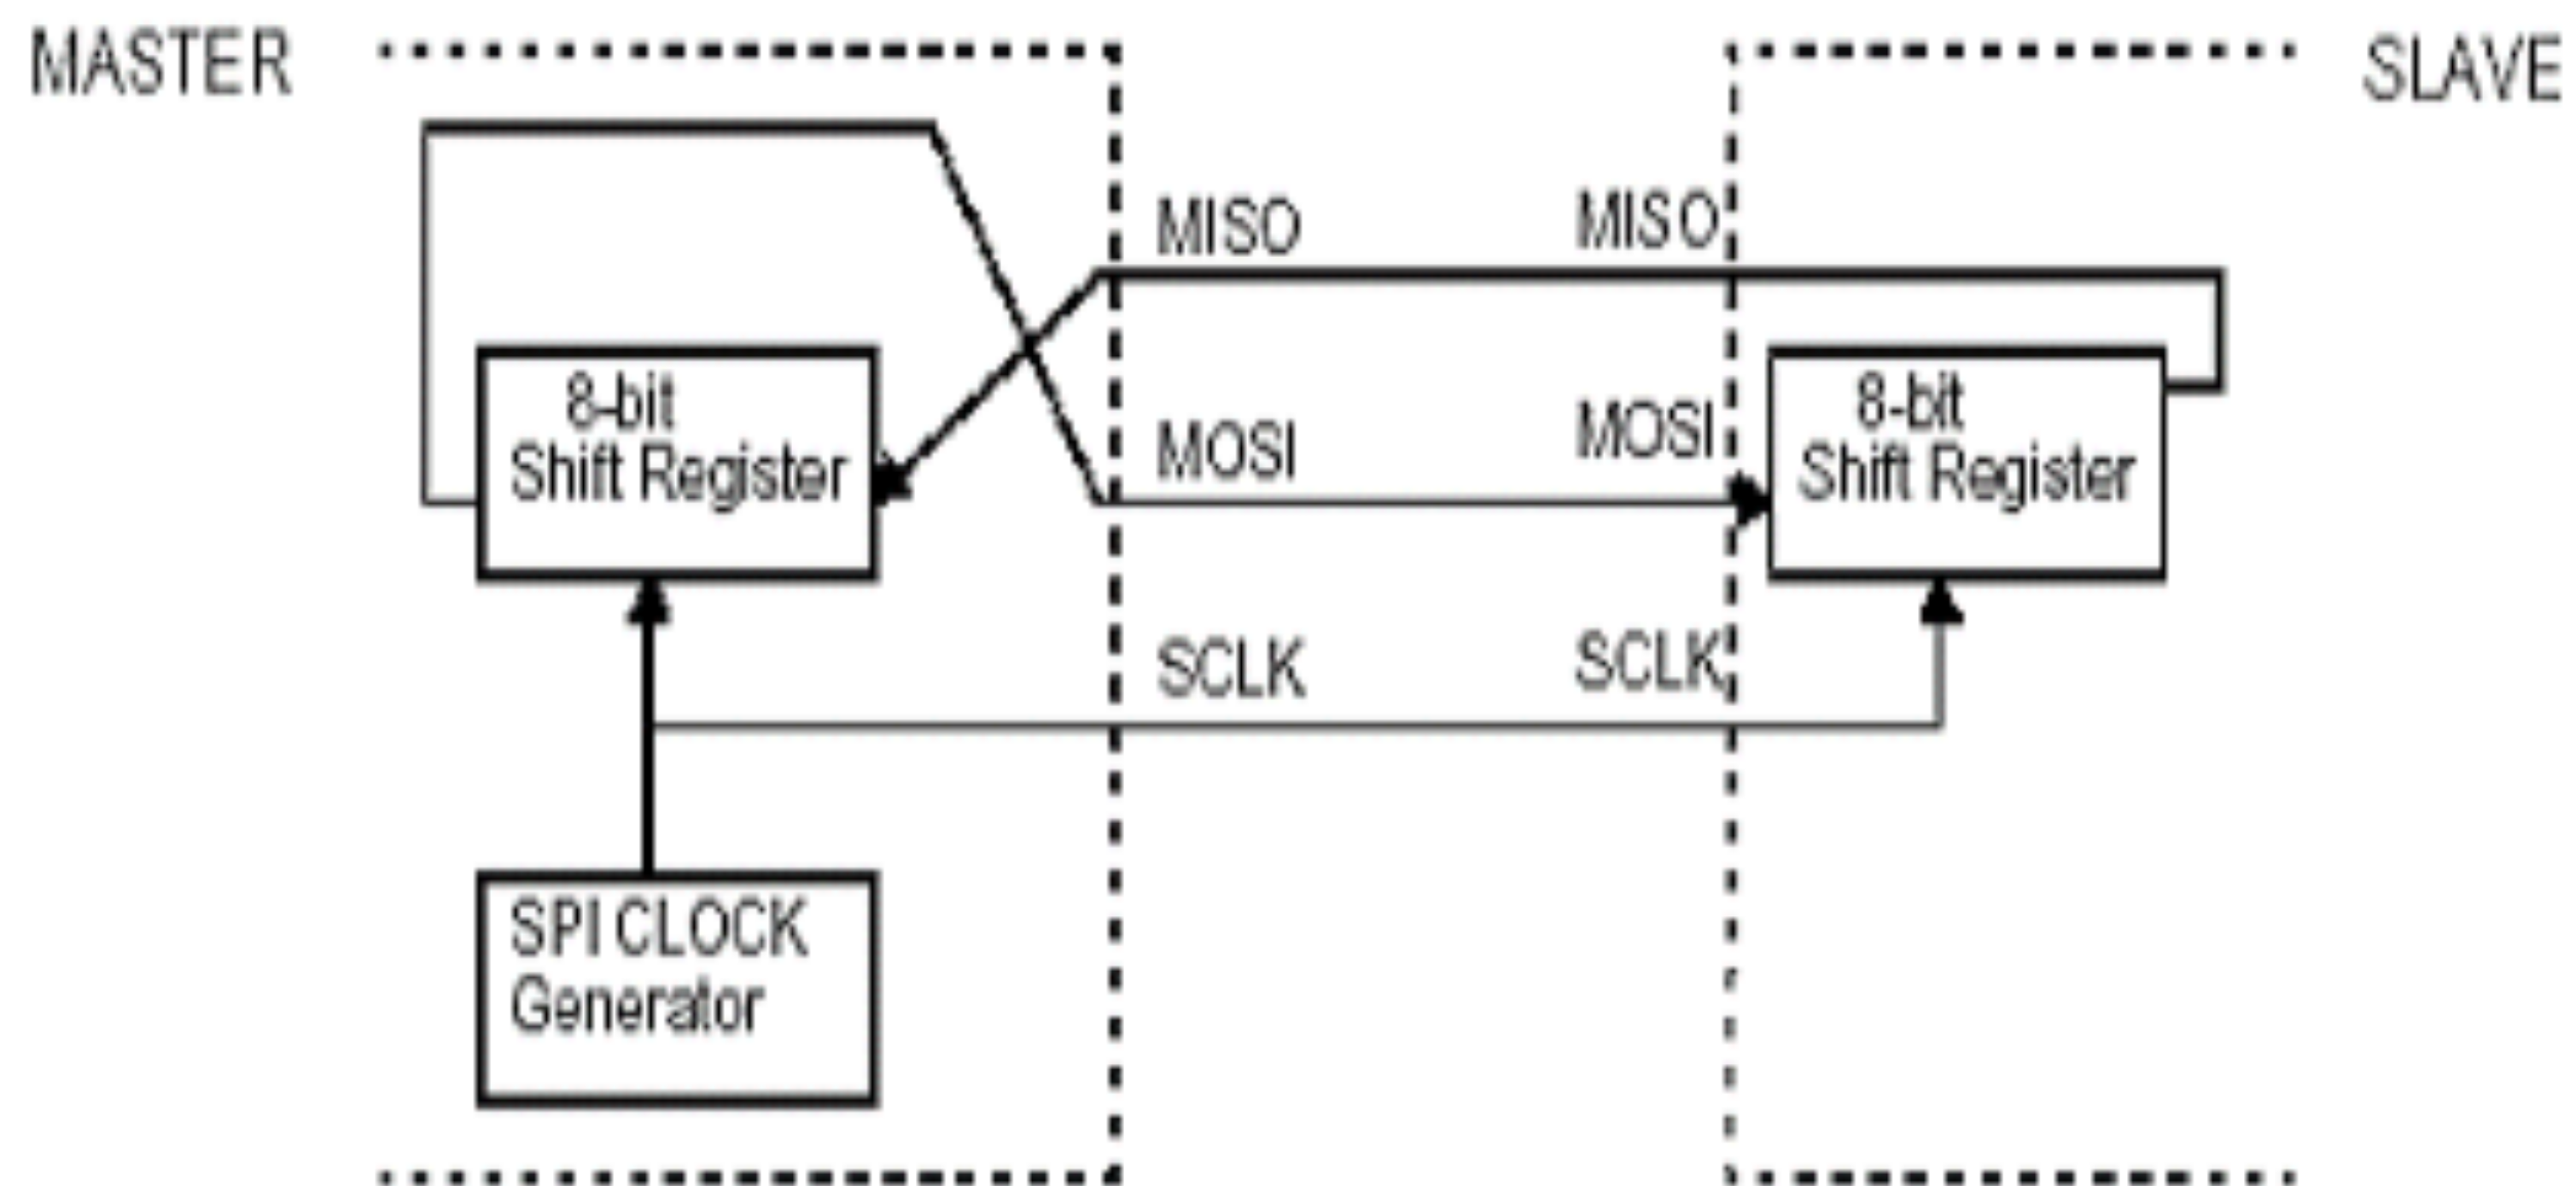 MASTER
SLAVE
MISO
MISO
8-bit
Shift Register
8-bit
Shift Register
MOSI
MOSI
SCLK
SCLK
SPI CLOCK
Generator